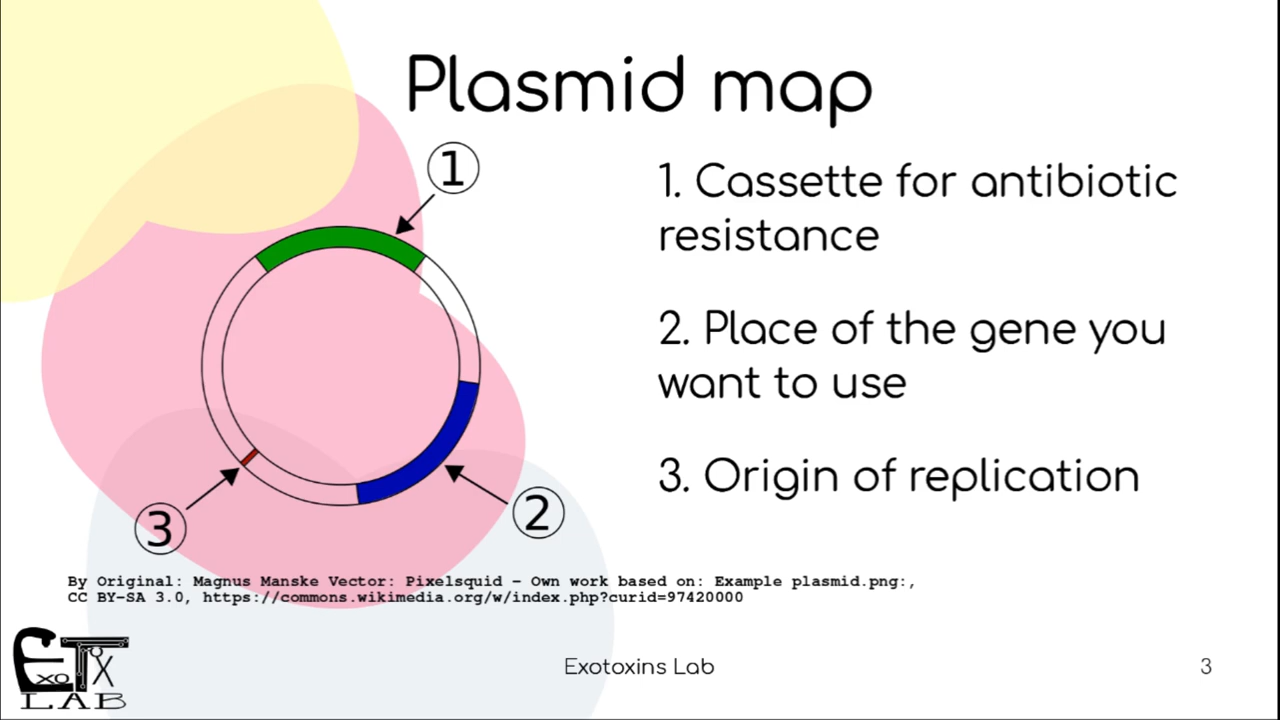 Plasmid map
1
1. Cassette for antibiotic
resistance
2. Place of the gene you
want to use
3. Origin of replication
3
2
By Original: Magnus Manske Vector: Pixelsquid - Own work based on: Example plasmid.png:,
CC BY-SA 3.0, https://commons.wikimedia.org/w/index.php?curid=97420000
ExoTox
LAB
Exotoxins Lab
3